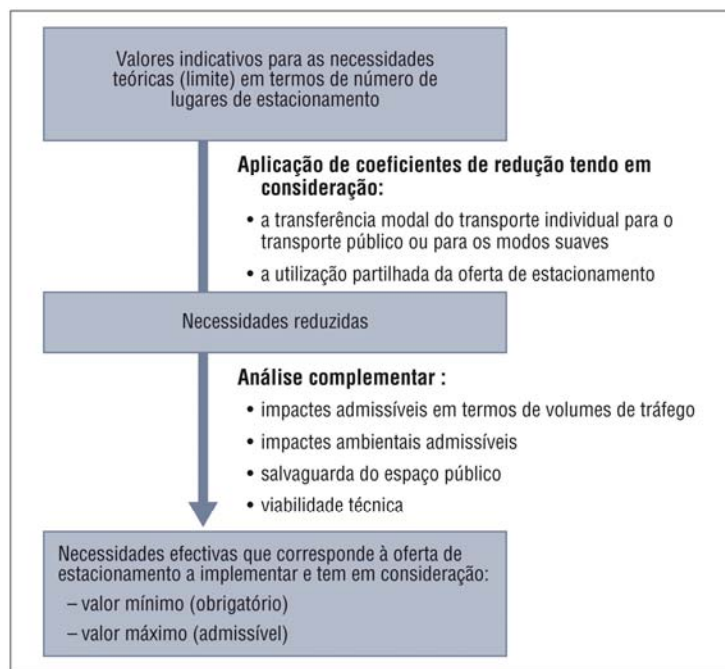 Valores indicativos para as necessidades
teóricas (limite) em termos de número de
lugares de estacionamento
Aplicação de coeficientes de redução tendo em
consideração:
• a transferência modal do transporte individual para o
transporte público ou para os modos suaves
• a utilização partilhada da oferta de estacionamento
Necessidades reduzidas
Análise complementar :
• impactes admissíveis em termos de volumes de tráfego
• impactes ambientais admissíveis
• salvaguarda do espaço público
• viabilidade técnica
Necessidades efectivas que corresponde à oferta de
estacionamento a implementar e tem em consideração:
– valor mínimo (obrigatório)
– valor máximo (admissível)